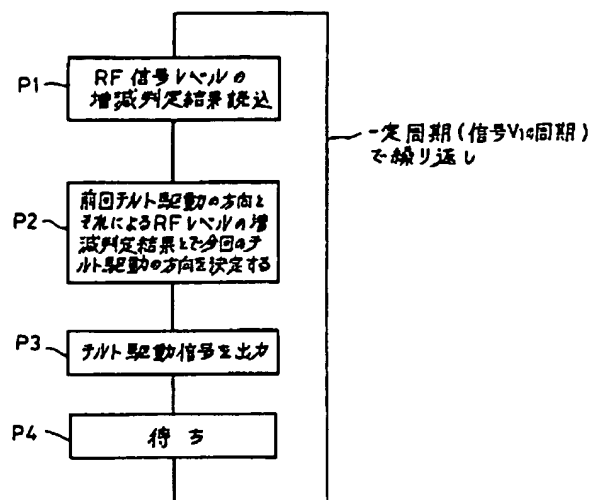 P1
RF信号レベルの
増減判定結果読込
一定周期(信号V10周期)
で繰り返し
P2
前回チルト駆動の方向と
それによるRFレベルの増
減判定結果とで今回のチ
ルト駆動の方向を決定する
P3
チルト駆動信号を出力
P4
待ち